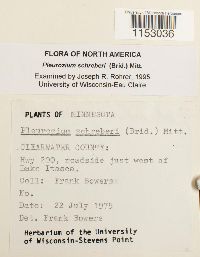 1153036
FLORA OF NORTH AMERICA
Pleurozium schreberi (Brid.) Mitt.
Examined by Joseph R. Rohrer, 1995
University of Wisconsin-Eau Claire
PLANTS OF MINNESOTA
Pleurozium schreberi (Brid.) Mitt.
CLEARWATER COUNTY:
Hwy 200, roadside just west of
Lake Itasca.
Coll: Frank Bowers
No.
Date: 22 July 1975
Det. Frank Bowers
Herbarium of the University
of Wisconsin-Stevens Point